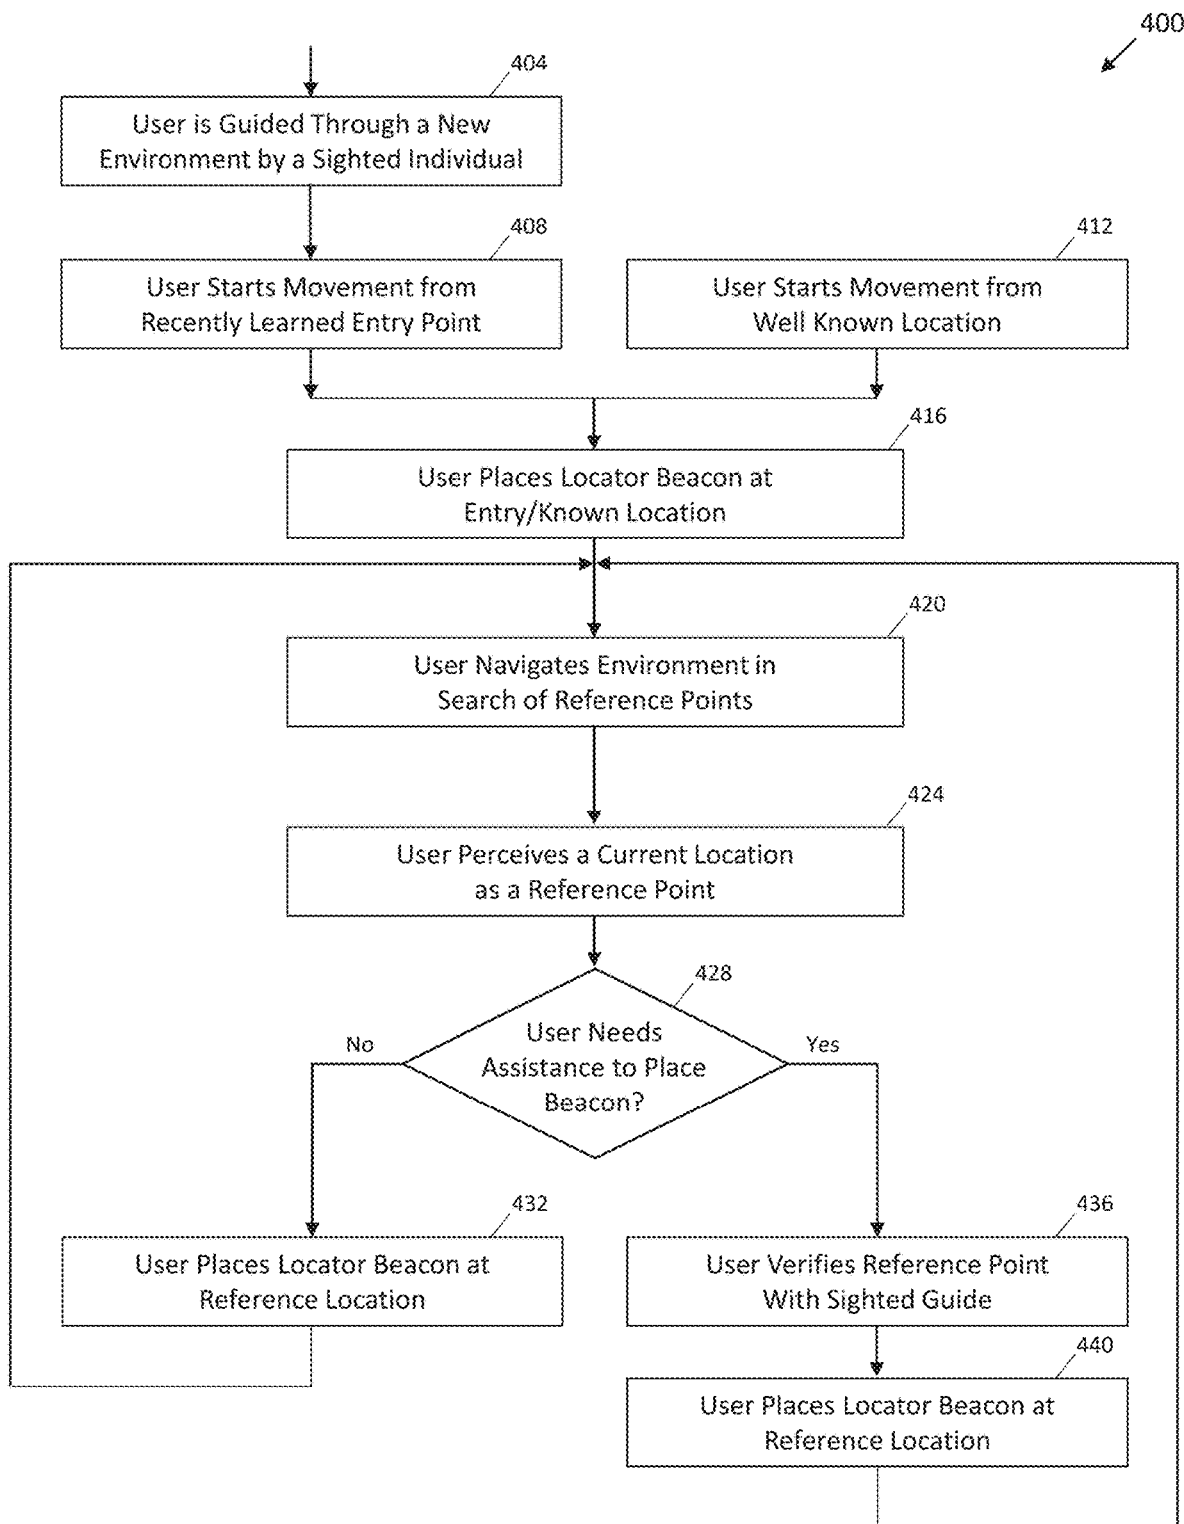 400
404
User is Guided Through a New
Environment by a Sighted Individual
408
User Starts Movement from
Recently Learned Entry Point
412
User Starts Movement from
Well Known Location
416
User Places Locator Beacon at
Entry/Known Location
420
User Navigates Environment in
Search of Reference Points
424
User Perceives a Current Location
as a Reference Point
428
User Needs
Assistance to Place
Beacon?
No
Yes
432
User Places Locator Beacon at
Reference Location
436
User Verifies Reference Point
With Sighted Guide
440
User Places Locator Beacon at
Reference Location